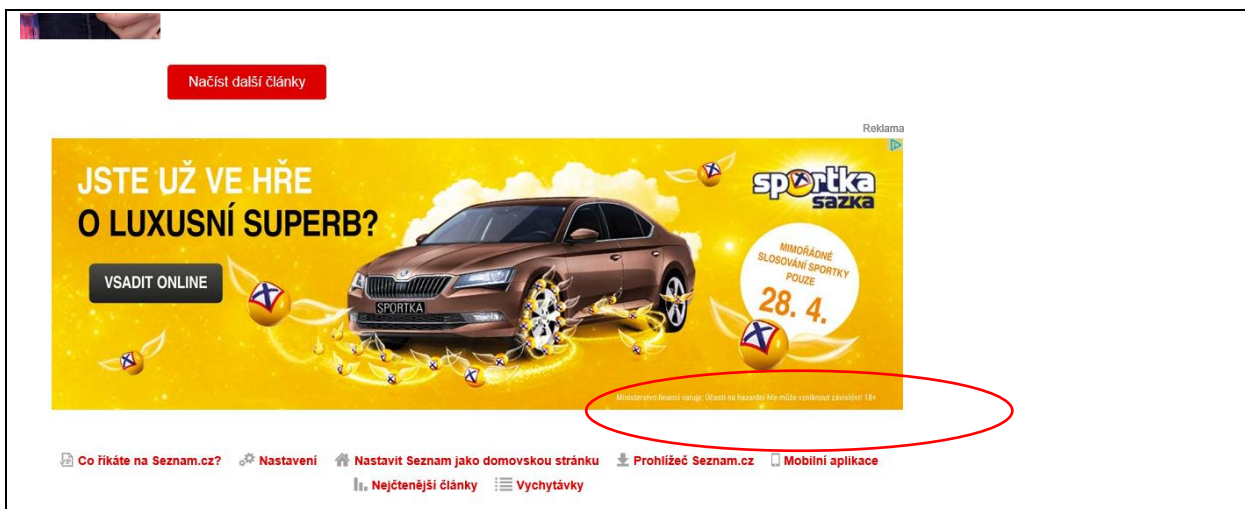 Načíst další články
Reklama
JSTE UŽ VE HŘE
O LUXUSNÍ SUPERB?
VSADIT ONLINE
SPORTKA
sportka
sazka
MIMOŘÁDNÉ
SLOSOVÁNÍ SPORTKY
POUZE
28. 4.
Ministerstvo financí varuje: Účastí na hazardní hře může vzniknout závislost! 18+
Co říkáte na Seznam.cz? Nastavení Nastavit Seznam jako domovskou stránku Prohlížeč Seznam.cz Mobilní aplikace
Nejčtenější články Vychytávky